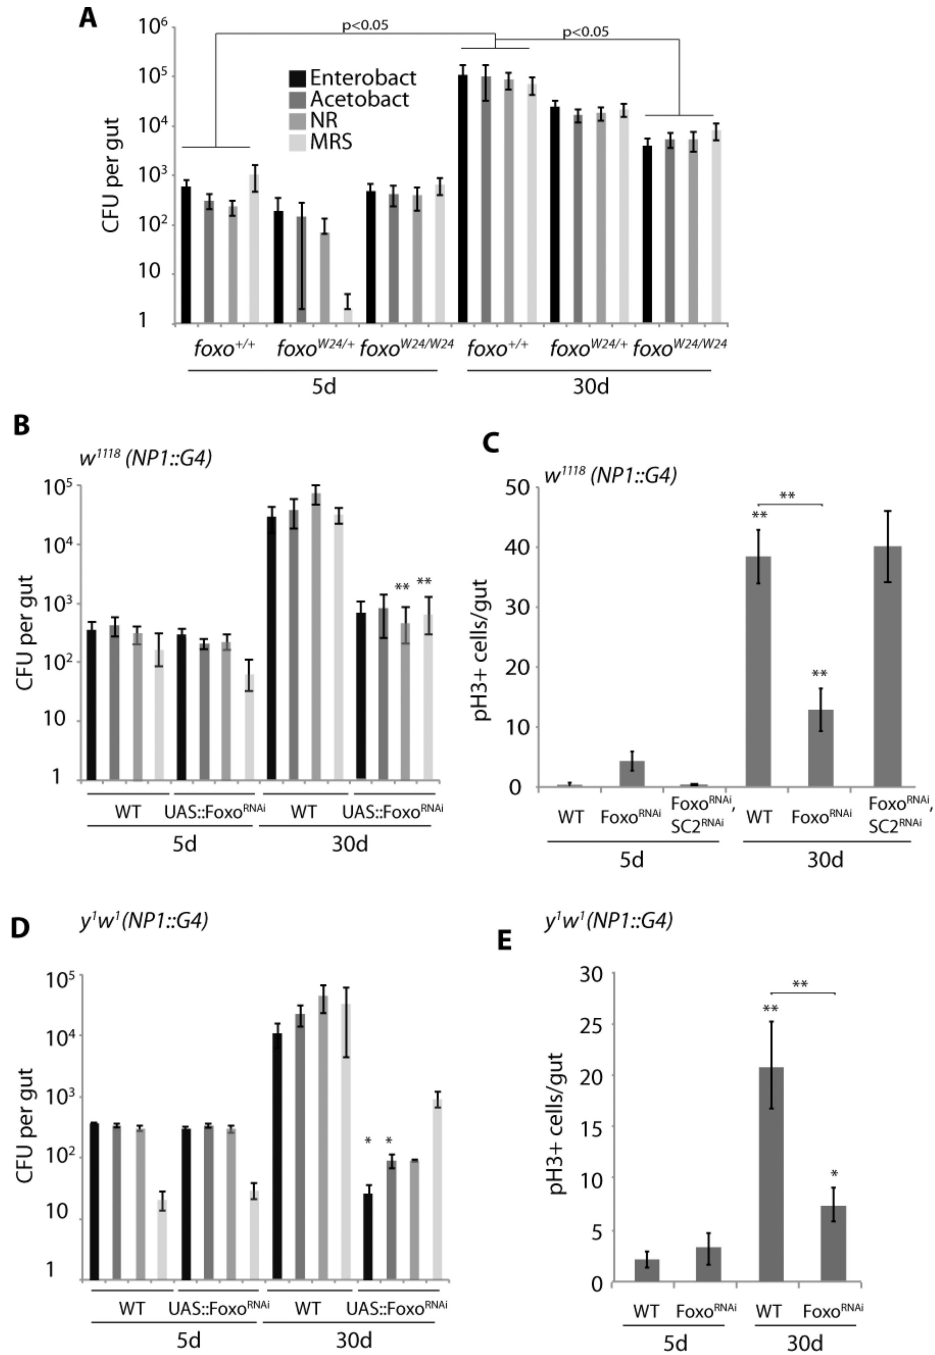 A
10⁶
10⁵
10⁴
10³
10²
10
1
CFU per gut
p<0.05
p<0.05
Enterobact
Acetobact
NR
MRS
foxo⁺/⁺ foxoᵂ²⁴/⁺ foxoᵂ²⁴/ᵂ²⁴ foxo⁺/⁺ foxoᵂ²⁴/⁺ foxoᵂ²⁴/ᵂ²⁴
5d 30d
B
w¹¹¹⁸ (NP1::G4)
10⁵
10⁴
10³
10²
10
1
CFU per gut
** **
WT UAS::Foxoᴿᴺᴬⁱ WT UAS::Foxoᴿᴺᴬⁱ
5d 30d
C
w¹¹¹⁸ (NP1::G4)
50
40
30
20
10
0
pH3+ cells/gut
**
**
**
WT Foxoᴿᴺᴬⁱ Foxoᴿᴺᴬⁱ, WT Foxoᴿᴺᴬⁱ Foxoᴿᴺᴬⁱ,
SC2ᴿᴺᴬⁱ SC2ᴿᴺᴬⁱ
5d 30d
D
y¹w¹(NP1::G4)
10⁵
10⁴
10³
10²
10
1
CFU per gut
* *
WT UAS::Foxoᴿᴺᴬⁱ WT UAS::Foxoᴿᴺᴬⁱ
5d 30d
E
y¹w¹(NP1::G4)
30
25
20
15
10
5
0
pH3+ cells/gut
**
**
*
WT Foxoᴿᴺᴬⁱ WT Foxoᴿᴺᴬⁱ
5d 30d